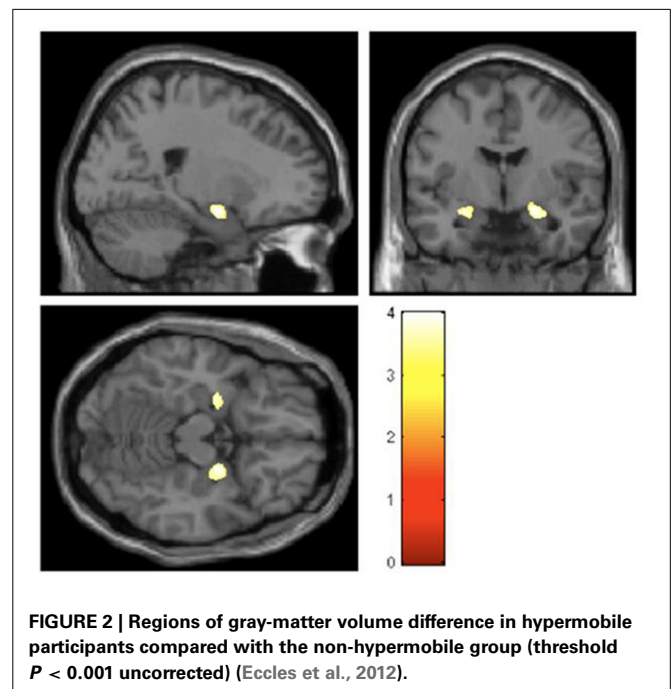 4
3
2
1
0
FIGURE 2 | Regions of gray-matter volume difference in hypermobile
participants compared with the non-hypermobile group (threshold
P < 0.001 uncorrected) (Eccles et al., 2012).